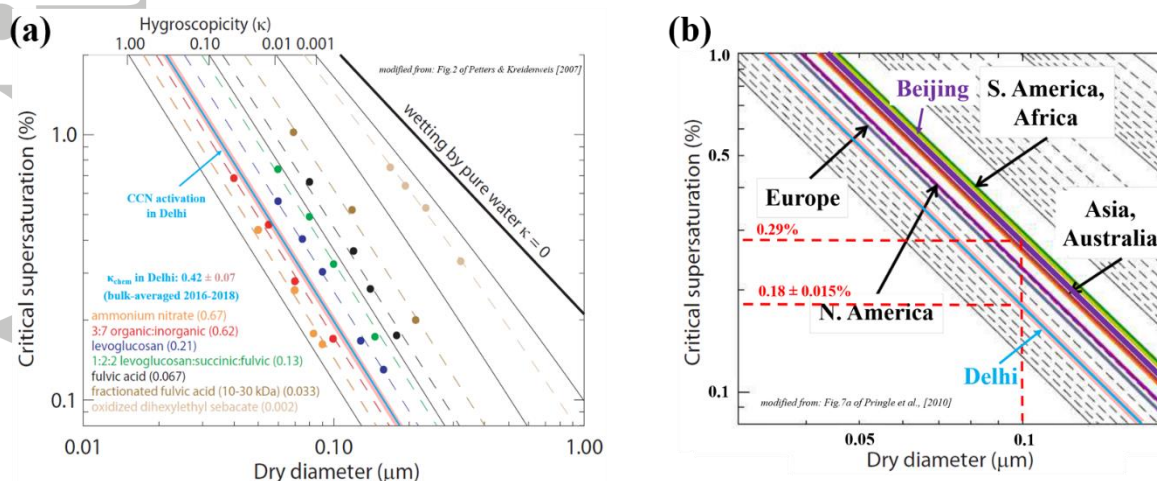 (a)
Hygroscopicity (κ)
1.00 0.10 0.01 0.001
modified from: Fig.2 of Petters & Kreidenweis [2007]
wetting by pure water κ = 0
CCN activation
in Delhi
κchem in Delhi: 0.42 ± 0.07
(bulk-averaged 2016-2018)
ammonium nitrate (0.67)
3:7 organic:inorganic (0.62)
levoglucosan (0.21)
1:2:2 levoglucosan:succinic:fulvic (0.13)
fulvic acid (0.067)
fractionated fulvic acid (10-30 kDa) (0.033)
oxidized dihexylethyl sebacate (0.002)
Critical supersaturation (%)
1.0
0.1
0.01 0.10 1.00
Dry diameter (μm)
(b)
Critical supersaturation (%)
1.0
0.5
0.1
Beijing
S. America,
Africa
Europe
Asia,
Australia
0.29%
0.18 ± 0.015%
N. America
Delhi
modified from: Fig.7a of Pringle et al., [2010]
0.05 0.1
Dry diameter (μm)